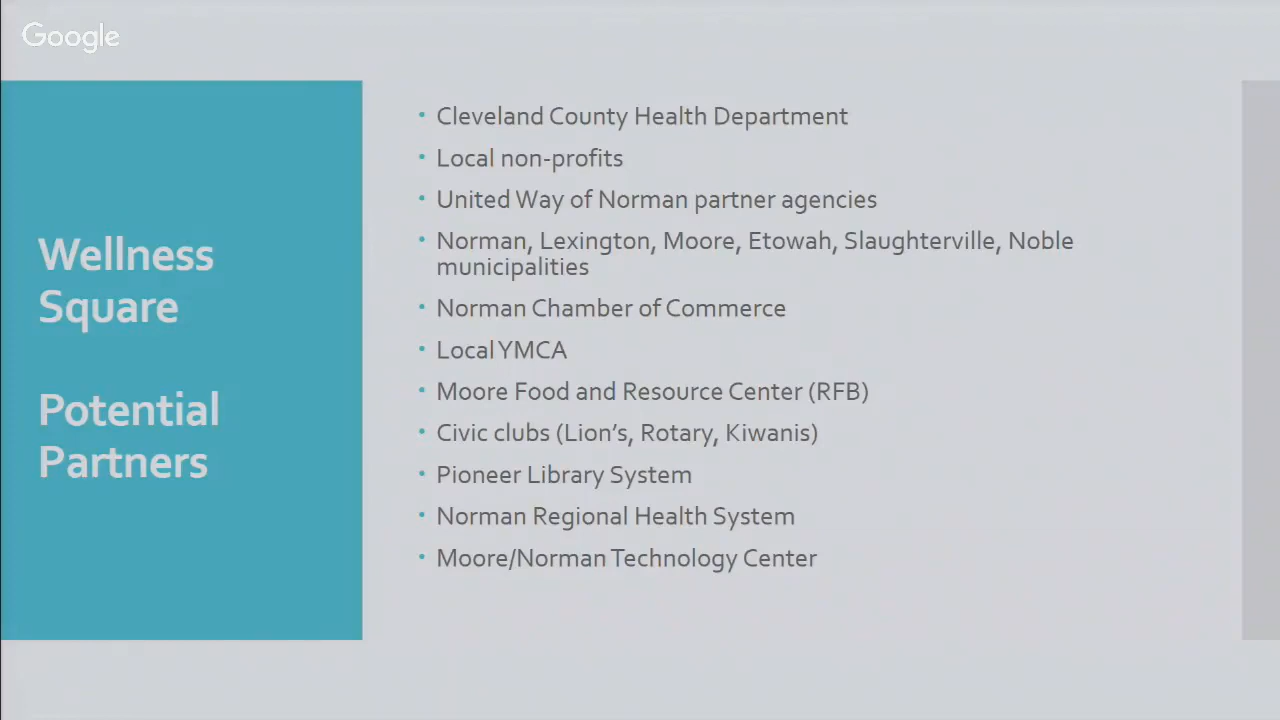 Google
Wellness
Square
Potential
Partners
• Cleveland County Health Department
• Local non-profits
• United Way of Norman partner agencies
• Norman, Lexington, Moore, Etowah, Slaughterville, Noble
municipalities
• Norman Chamber of Commerce
• Local YMCA
• Moore Food and Resource Center (RFB)
• Civic clubs (Lion's, Rotary, Kiwanis)
• Pioneer Library System
• Norman Regional Health System
• Moore/Norman Technology Center